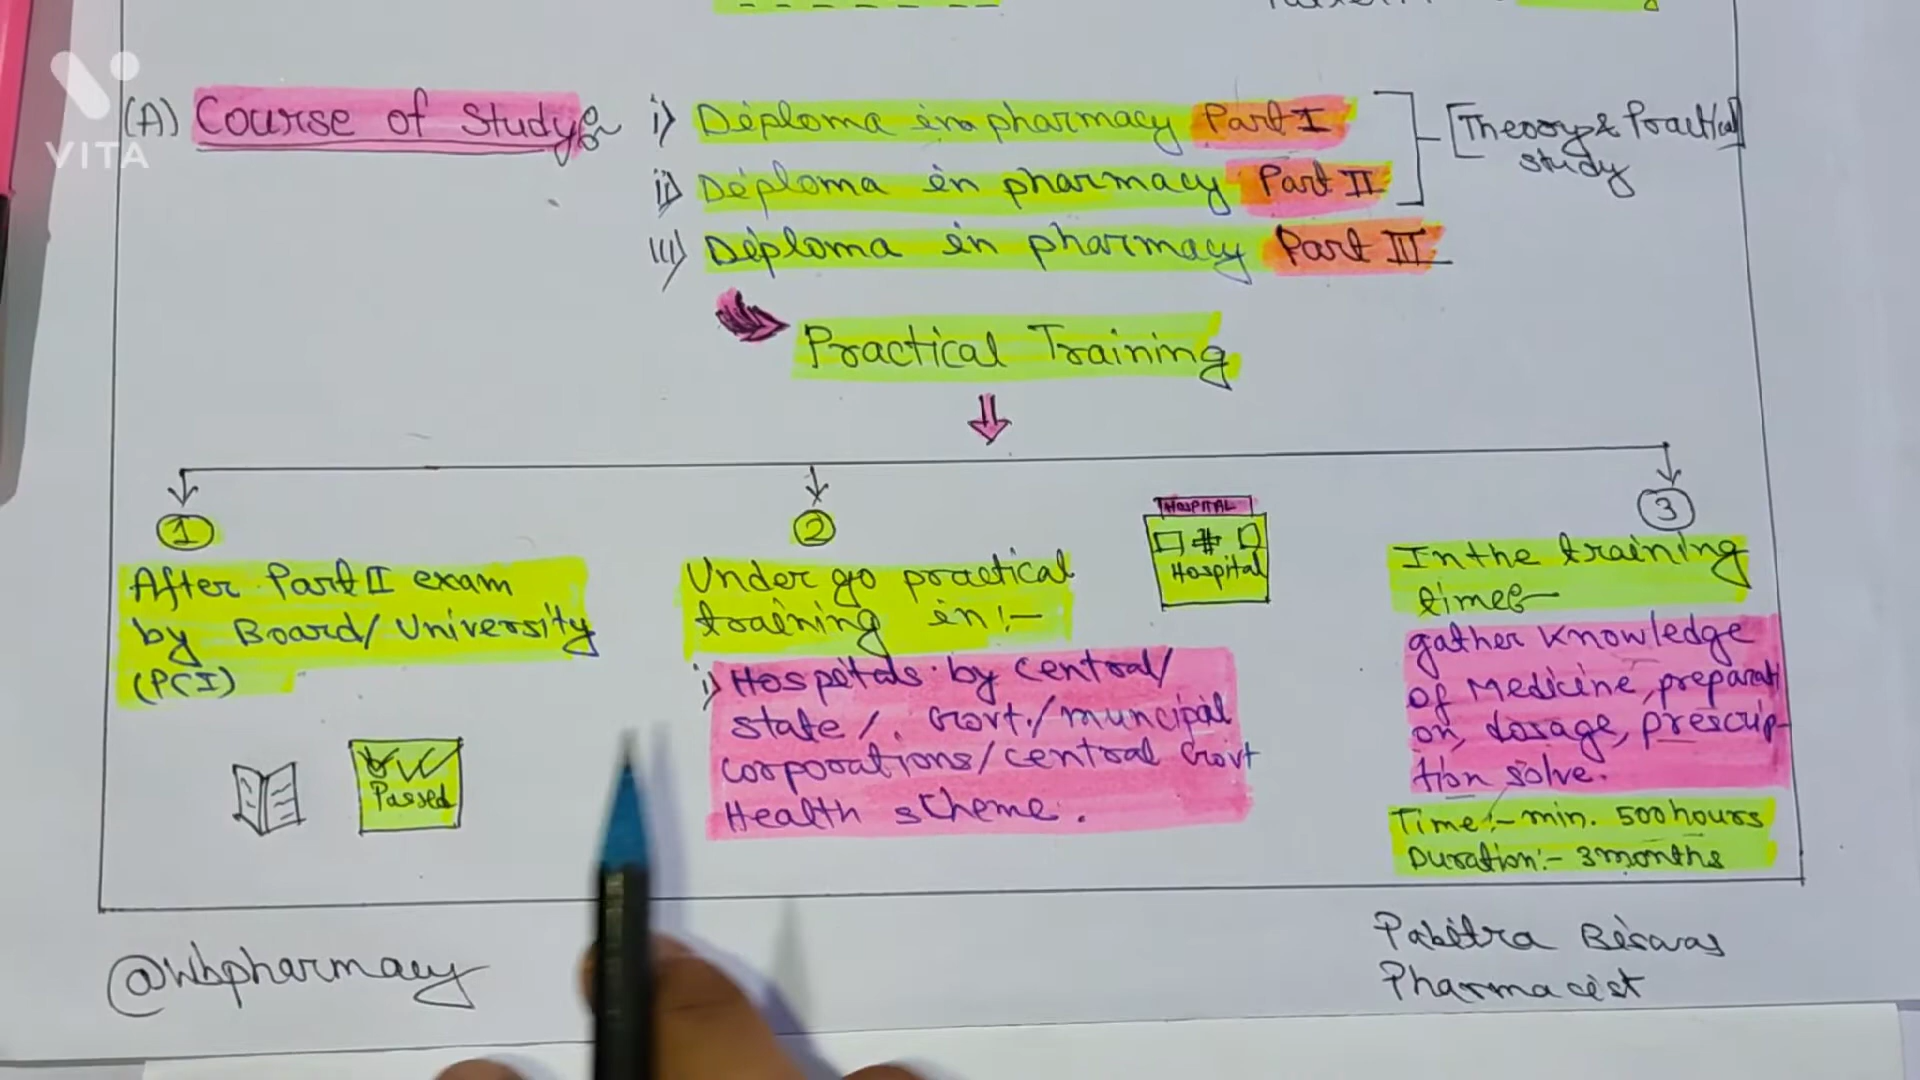 VITA
(A) Course of Study
i) Diploma in pharmacy Part I
ii) Diploma in pharmacy Part II
[Theory & Practical]
study
iii) Diploma in pharmacy Part III
Practical Training
1
2
3
After Part II exam
by Board/University
(PCI)
Passed
Undergo practical
training in:-
HOSPITAL
Hospital
i) Hospitals by central/
state/. Govt./muncipal
corporations/central Govt
Health scheme.
In the training
time
gather knowledge
of Medicine, preparati
on, dosage, prescrip-
tion solve.
Time:- min. 500 hours
Duration:- 3 months
@wbpharmacy
Pabitra Biswas
Pharmacist